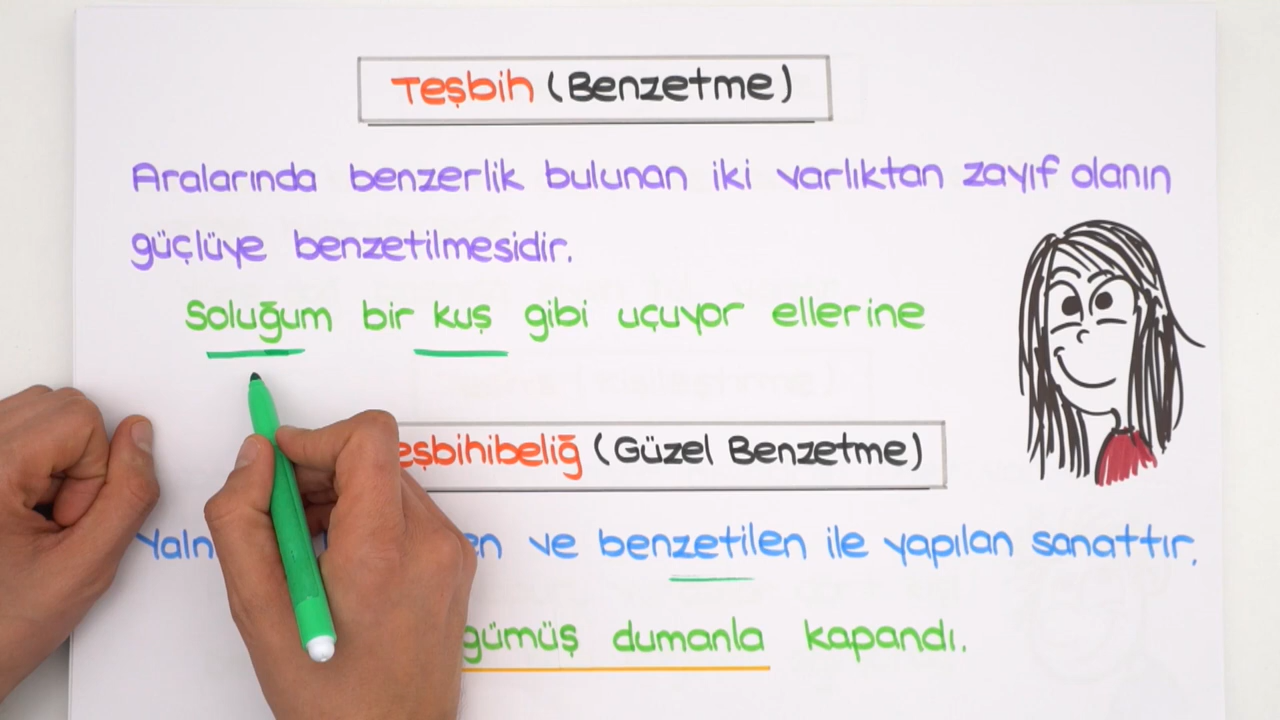 Teşbih (Benzetme)
Aralarında benzerlik bulunan iki varlıktan zayıf olanın
güçlüye benzetilmesidir.
Soluğum bir kuş gibi uçuyor ellerine
eşbihibeliğ (Güzel Benzetme)
Yaln en ve benzetilen ile yapılan sanattır.
gümüş dumanla kapandı.